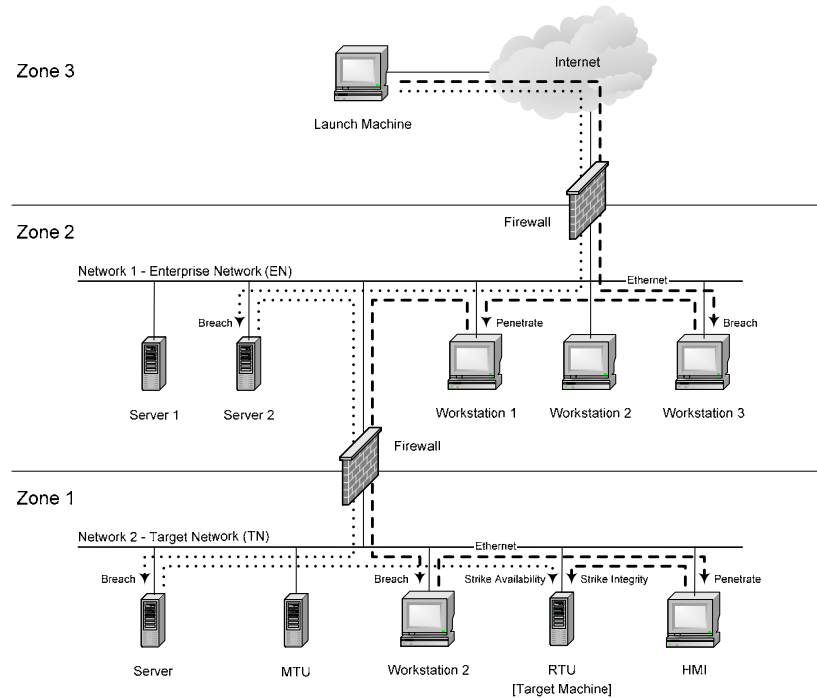 Zone 3
Internet
Launch Machine
Firewall
Zone 2
Network 1 - Enterprise Network (EN)
Ethernet
Breach
Penetrate
Breach
Server 1
Server 2
Workstation 1
Workstation 2
Workstation 3
Firewall
Zone 1
Network 2 - Target Network (TN)
Ethernet
Breach
Breach
Strike Availability
Strike Integrity
Penetrate
Server
MTU
Workstation 2
RTU
[Target Machine]
HMI